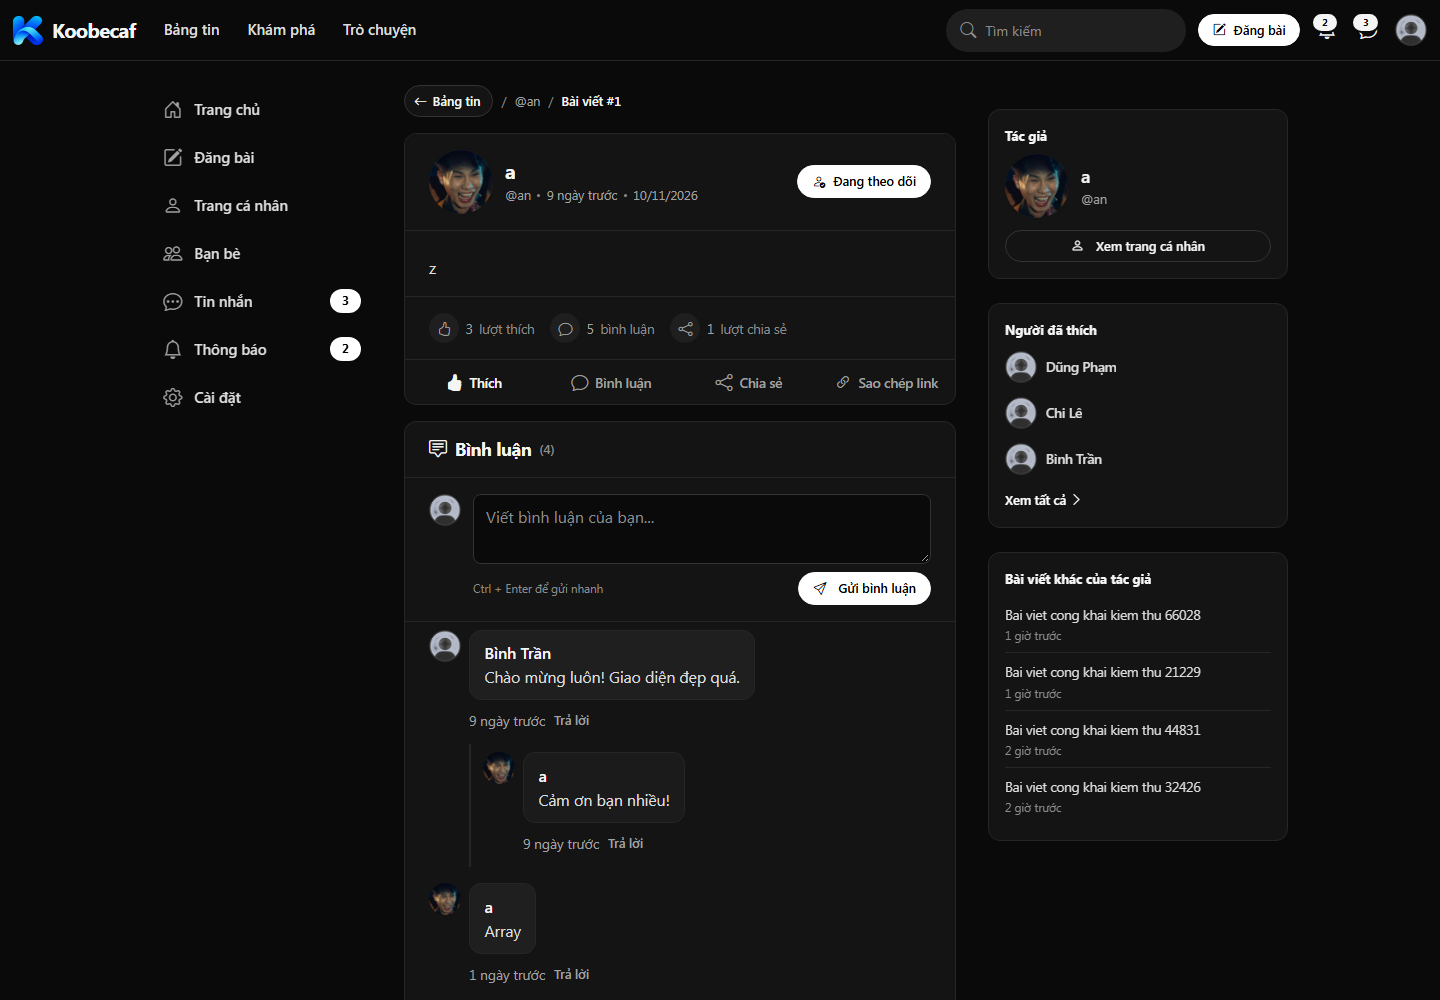 Koobecaf
Bảng tin
Khám phá
Trò chuyện
Tìm kiếm
Đăng bài
2
3
Trang chủ
Đăng bài
Trang cá nhân
Bạn bè
Tin nhắn
3
Thông báo
2
Cài đặt
Bảng tin / @an / Bài viết #1
a
@an • 9 ngày trước • 10/11/2026
Đang theo dõi
z
3 lượt thích
5 bình luận
1 lượt chia sẻ
Thích
Bình luận
Chia sẻ
Sao chép link
Bình luận (4)
Viết bình luận của bạn...
Ctrl + Enter để gửi nhanh
Gửi bình luận
Bình Trần
Chào mừng luôn! Giao diện đẹp quá.
9 ngày trước Trả lời
a
Cảm ơn bạn nhiều!
9 ngày trước Trả lời
a
Array
1 ngày trước Trả lời
Tác giả
a
@an
Xem trang cá nhân
Người đã thích
Dũng Phạm
Chi Lê
Bình Trần
Xem tất cả
Bài viết khác của tác giả
Bai viet cong khai kiem thu 66028
1 giờ trước
Bai viet cong khai kiem thu 21229
1 giờ trước
Bai viet cong khai kiem thu 44831
2 giờ trước
Bai viet cong khai kiem thu 32426
2 giờ trước